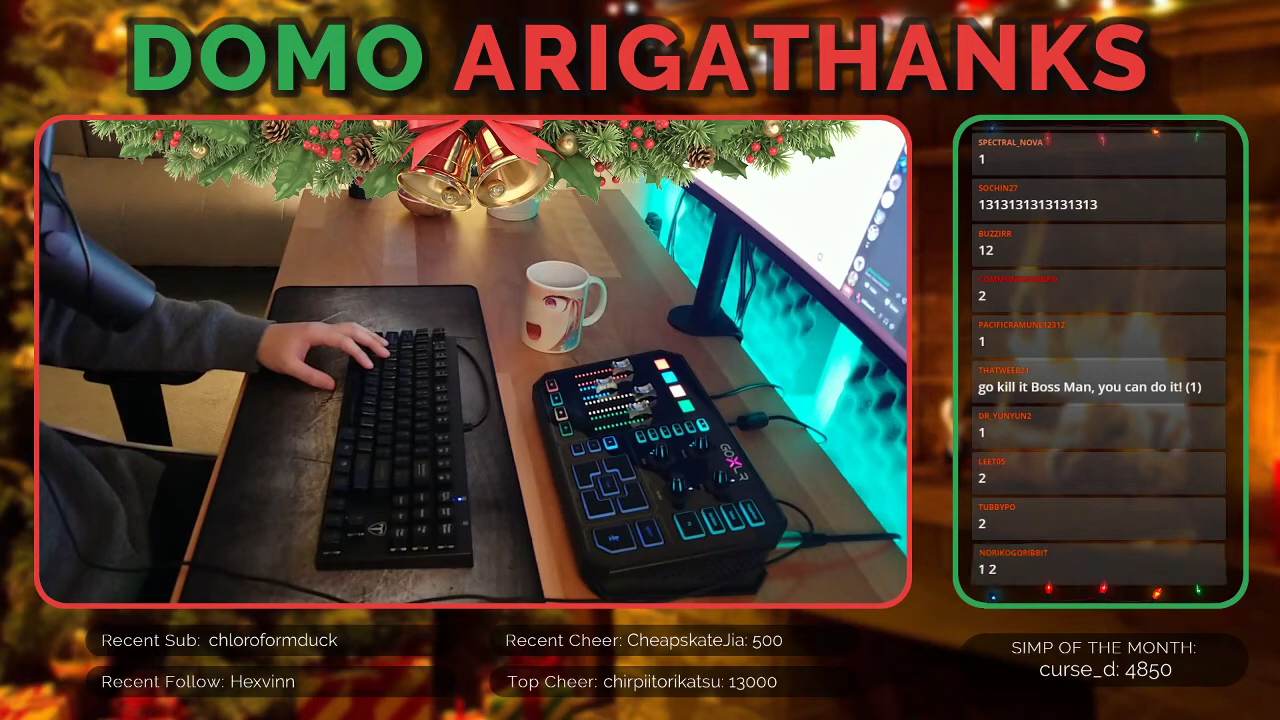 DOMO ARIGATHANKS
SPECTRAL_NOVA
1
SOCHIN27
1313131313131313
BUZZIRR
12
2
PACIFICRAMUNE12312
1
THATWEEB21
go kill it Boss Man, you can do it! (1)
DR_YUNYUN2
1
LEET05
2
TUBBYPO
2
NORIKOGORIBBIT
1 2
GOXLR
Recent Sub: chloroformduck
Recent Cheer: CheapskateJia: 500
Recent Follow: Hexvinn
Top Cheer: chirpiitorikatsu: 13000
SIMP OF THE MONTH:
curse_d: 4850